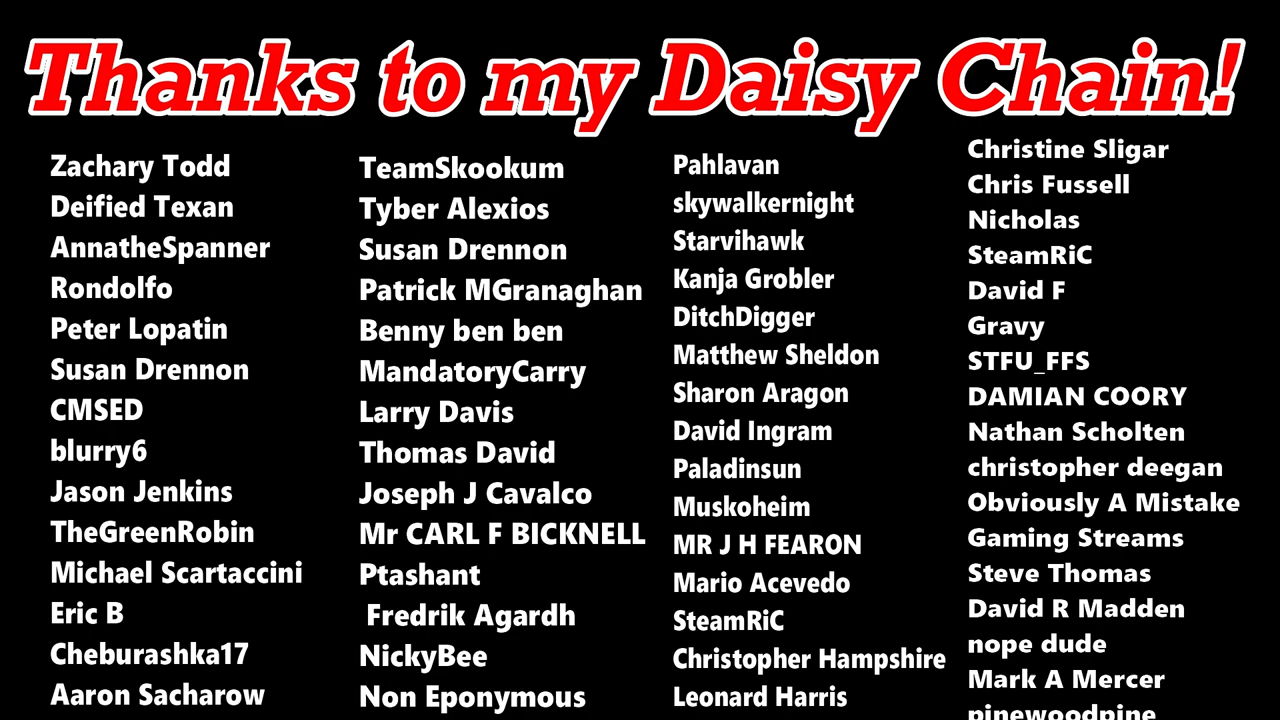 Thanks to my Daisy Chain!
Zachary Todd
Deified Texan
AnnatheSpanner
Rondolfo
Peter Lopatin
Susan Drennon
CMSED
blurry6
Jason Jenkins
TheGreenRobin
Michael Scartaccini
Eric B
Cheburashka17
Aaron Sacharow
TeamSkookum
Tyber Alexios
Susan Drennon
Patrick MGranaghan
Benny ben ben
MandatoryCarry
Larry Davis
Thomas David
Joseph J Cavalco
Mr CARL F BICKNELL
Ptashant
Fredrik Agardh
NickyBee
Non Eponymous
Pahlavan
skywalkernight
Starvihawk
Kanja Grobler
DitchDigger
Matthew Sheldon
Sharon Aragon
David Ingram
Paladinsun
Muskoheim
MR J H FEARON
Mario Acevedo
SteamRiC
Christopher Hampshire
Leonard Harris
Christine Sligar
Chris Fussell
Nicholas
SteamRiC
David F
Gravy
STFU_FFS
DAMIAN COORY
Nathan Scholten
christopher deegan
Obviously A Mistake
Gaming Streams
Steve Thomas
David R Madden
nope dude
Mark A Mercer
pinewoodpine